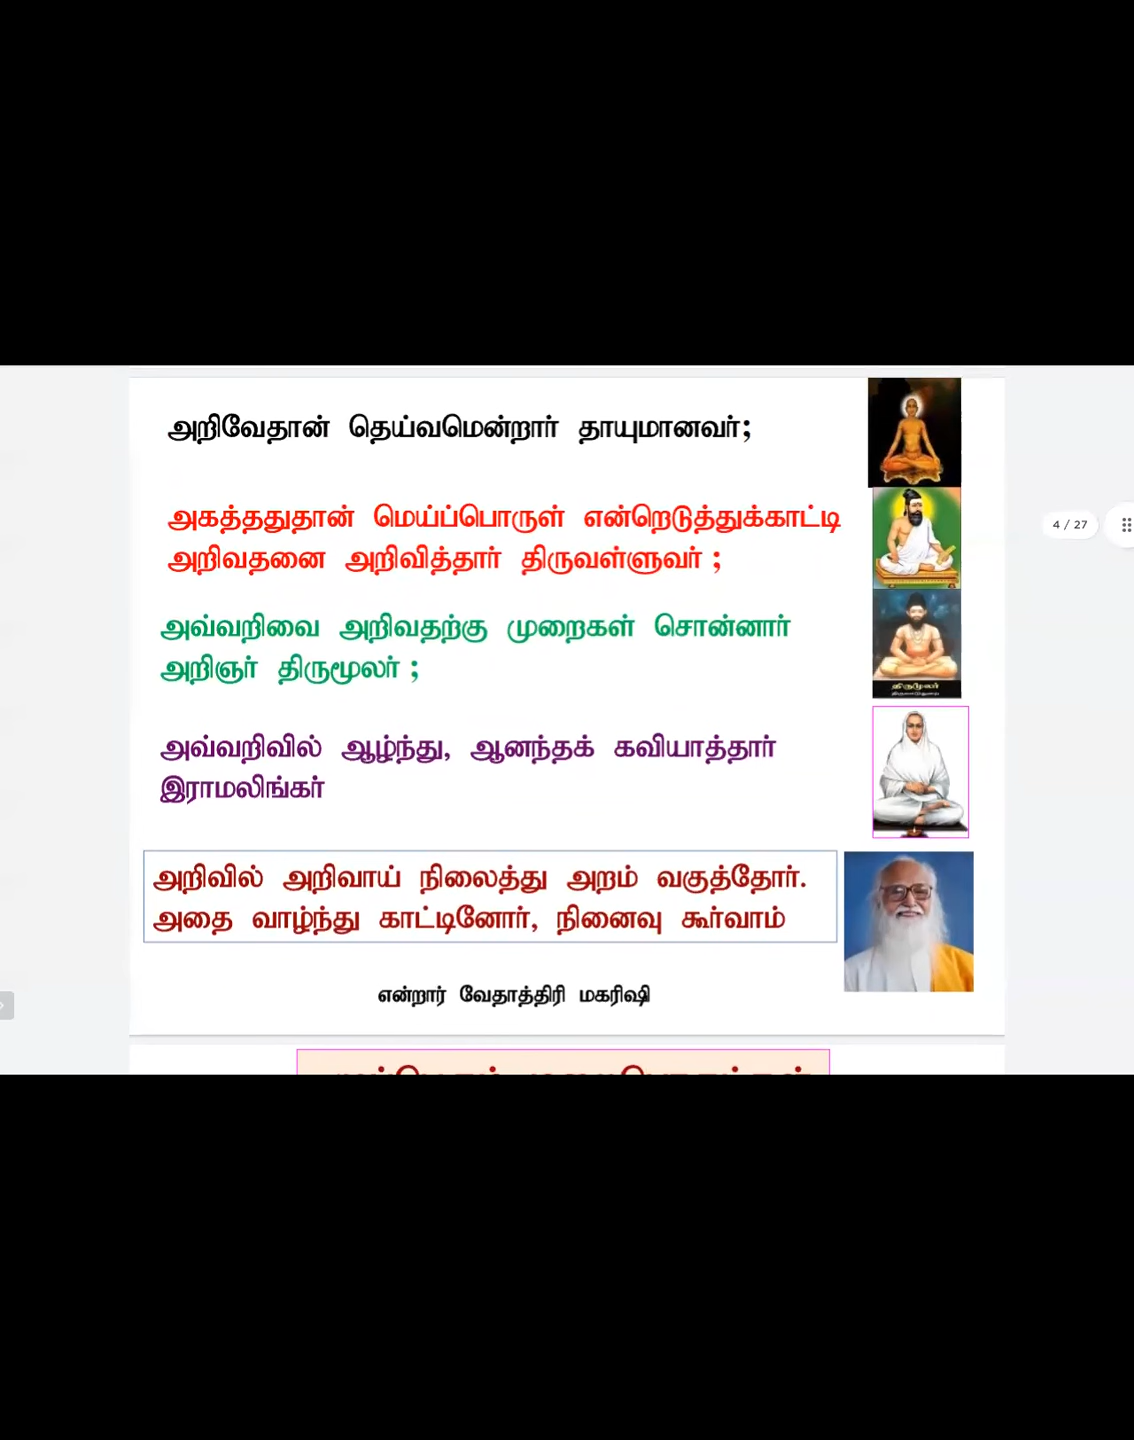 அறிவேதான் தெய்வமென்றார் தாயுமானவர்;
அகத்ததுதான் மெய்ப்பொருள் என்றெடுத்துக்காட்டி
அறிவதனை அறிவித்தார் திருவள்ளுவர் ;
4 / 27
அவ்வறிவை அறிவதற்கு முறைகள் சொன்னார்
அறிஞர் திருமூலர் ;
திருமூலர்
அவ்வறிவில் ஆழ்ந்து, ஆனந்தக் கவியாத்தார்
இராமலிங்கர்
அறிவில் அறிவாய் நிலைத்து அறம் வகுத்தோர்.
அதை வாழ்ந்து காட்டினோர், நினைவு கூர்வாம்
என்றார் வேதாத்திரி மகரிஷி